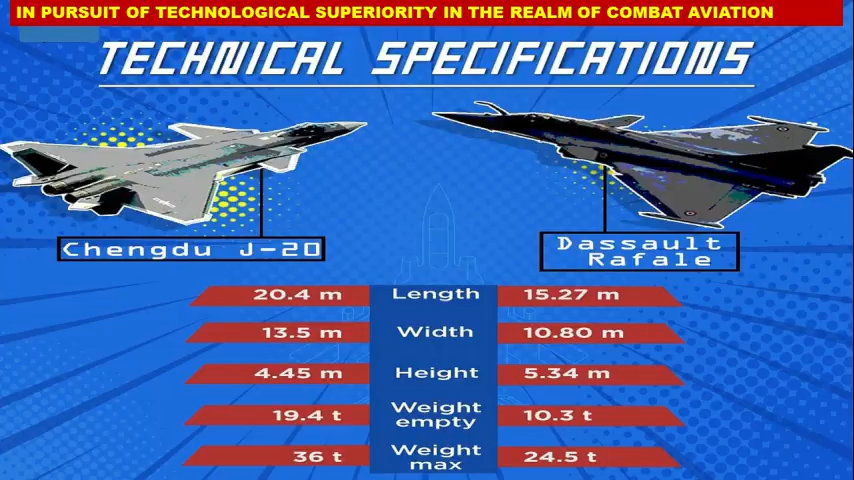 IN PURSUIT OF TECHNOLOGICAL SUPERIORITY IN THE REALM OF COMBAT AVIATION
TECHNICAL SPECIFICATIONS
Chengdu J-20
Dassault
Rafale
20.4 m Length 15.27 m
13.5 m Width 10.80 m
4.45 m Height 5.34 m
19.4 t Weight empty 10.3 t
36 t Weight max 24.5 t